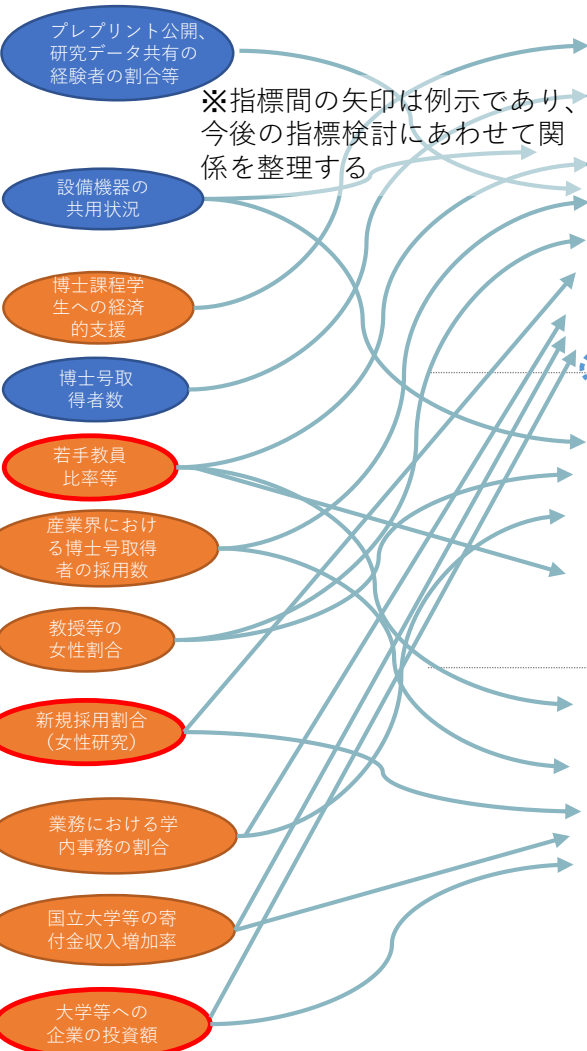 プレプリント公開、
研究データ共有の
経験者の割合等
※指標間の矢印は例示であり、
今後の指標検討にあわせて関
係を整理する
設備機器の
共用状況
博士課程学
生への経済
的支援
博士号取
得者数
若手教員
比率等
産業界におけ
る博士号取得
者の採用数
教授等の
女性割合
新規採用割合
（女性研究）
業務における学
内事務の割合
国立大学等の寄
付金収入増加率
大学等への
企業の投資額